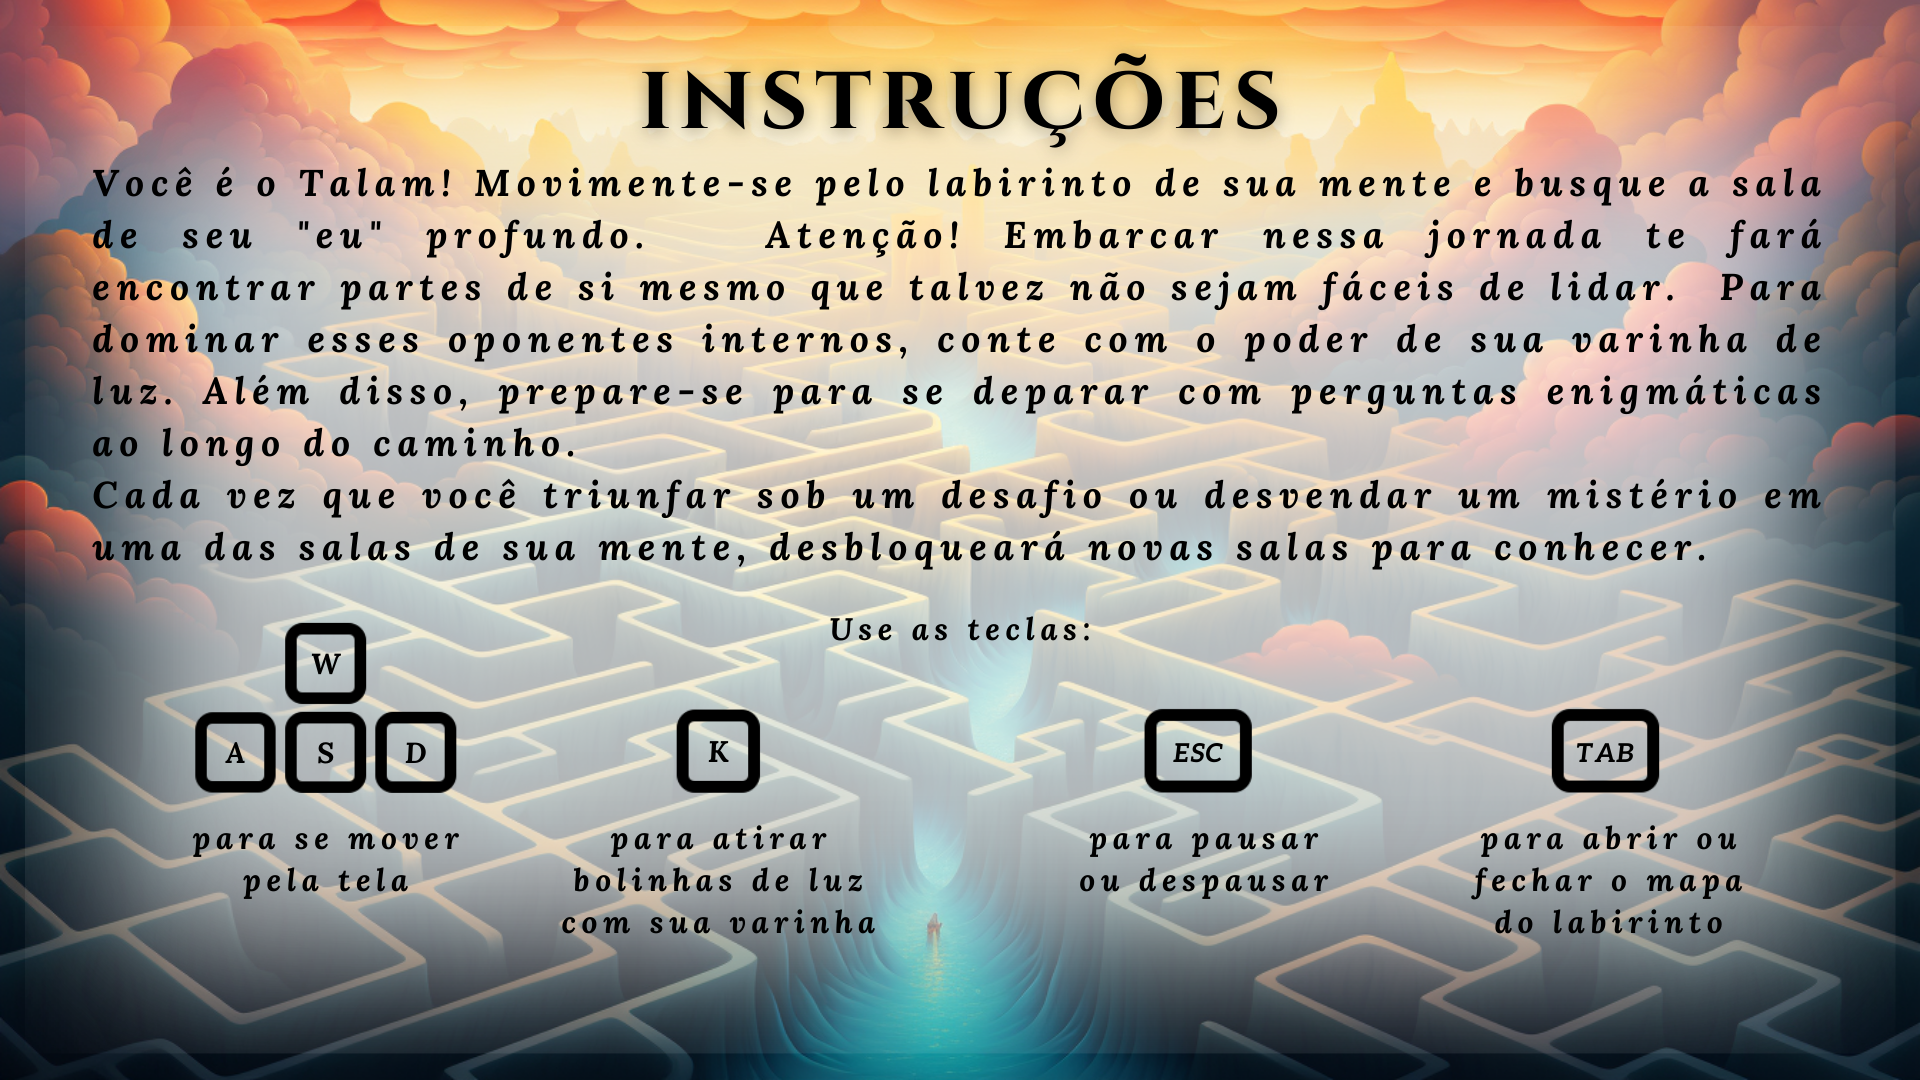 INSTRUÇÕES
Você é o Talam! Movimente-se pelo labirinto de sua mente e busque a sala
de seu "eu" profundo. Atenção! Embarcar nessa jornada te fará
encontrar partes de si mesmo que talvez não sejam fáceis de lidar. Para
dominar esses oponentes internos, conte com o poder de sua varinha de
luz. Além disso, prepare-se para se deparar com perguntas enigmáticas
ao longo do caminho.
Cada vez que você triunfar sob um desafio ou desvendar um mistério em
uma das salas de sua mente, desbloqueará novas salas para conhecer.
Use as teclas:
W
A S D
para se mover
pela tela
K
para atirar
bolinhas de luz
com sua varinha
ESC
para pausar
ou despausar
TAB
para abrir ou
fechar o mapa
do labirinto